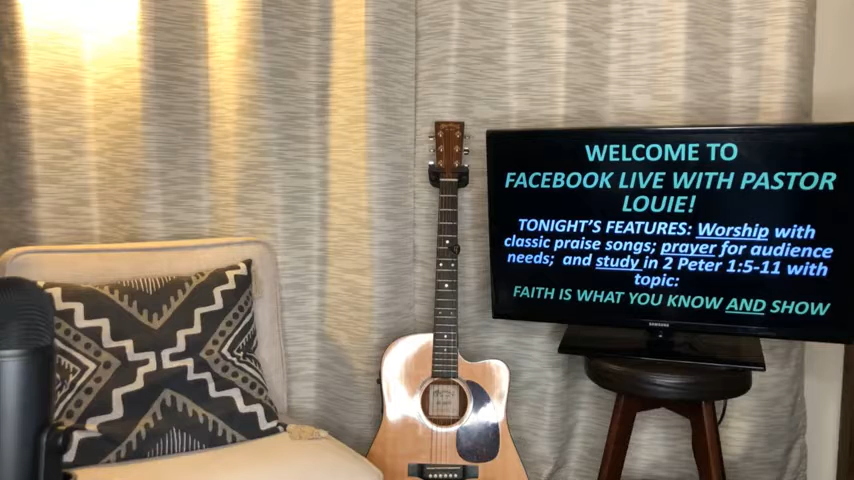 WELCOME TO
FACEBOOK LIVE WITH PASTOR
LOUIE!
TONIGHT'S FEATURES: Worship with
classic praise songs; prayer for audience
needs; and study in 2 Peter 1:5-11 with
topic:
FAITH IS WHAT YOU KNOW AND SHOW
SAMSUNG